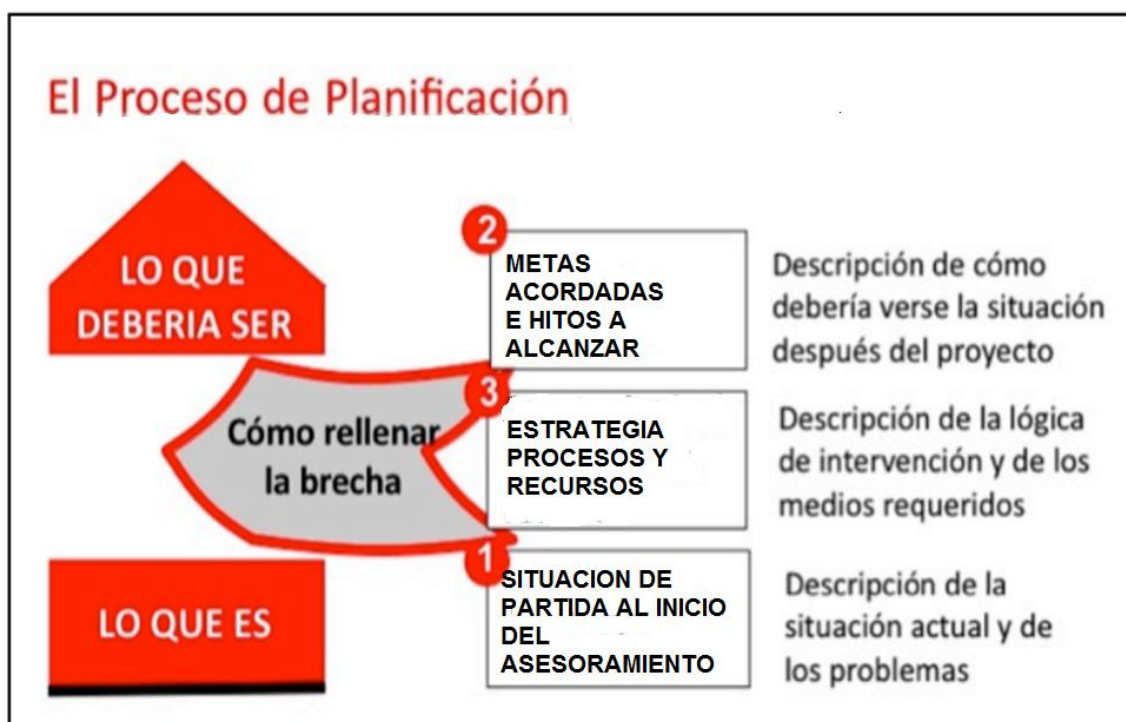 El Proceso de Planificación
LO QUE
DEBERIA SER
2
METAS
ACORDADAS
E HITOS A
ALCANZAR
Descripción de cómo
debería verse la situación
después del proyecto
Cómo rellenar
la brecha
3
ESTRATEGIA
PROCESOS Y
RECURSOS
Descripción de la lógica
de intervención y de los
medios requeridos
LO QUE ES
1
SITUACION DE
PARTIDA AL INICIO
DEL
ASESORAMIENTO
Descripción de la
situación actual y de
los problemas